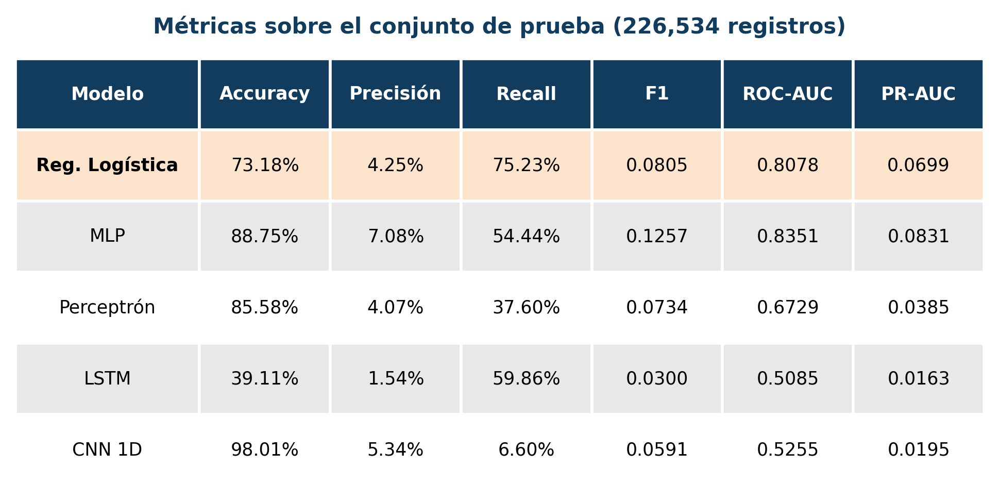 Métricas sobre el conjunto de prueba (226,534 registros)
Modelo Accuracy Precisión Recall F1 ROC-AUC PR-AUC
Reg. Logística 73.18% 4.25% 75.23% 0.0805 0.8078 0.0699
MLP 88.75% 7.08% 54.44% 0.1257 0.8351 0.0831
Perceptrón 85.58% 4.07% 37.60% 0.0734 0.6729 0.0385
LSTM 39.11% 1.54% 59.86% 0.0300 0.5085 0.0163
CNN 1D 98.01% 5.34% 6.60% 0.0591 0.5255 0.0195